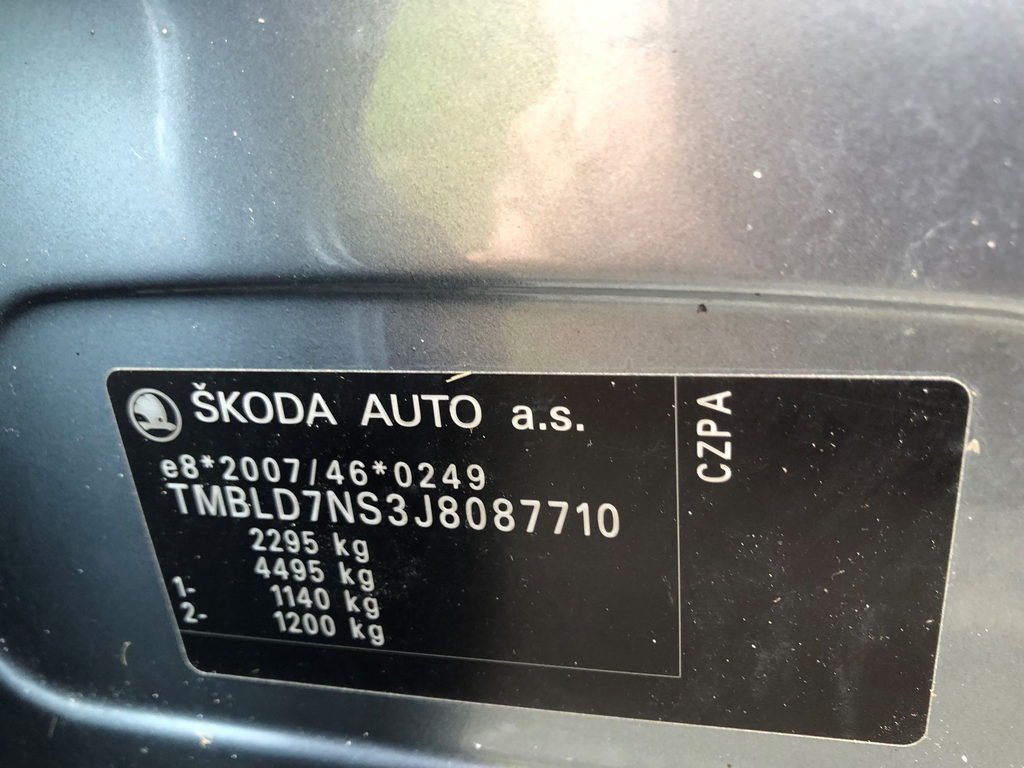 ŠKODA AUTO a.s.
e8*2007/46*0249
TMBLD7NS3J8087710
2295 kg
4495 kg
1- 1140 kg
2- 1200 kg
CZPA